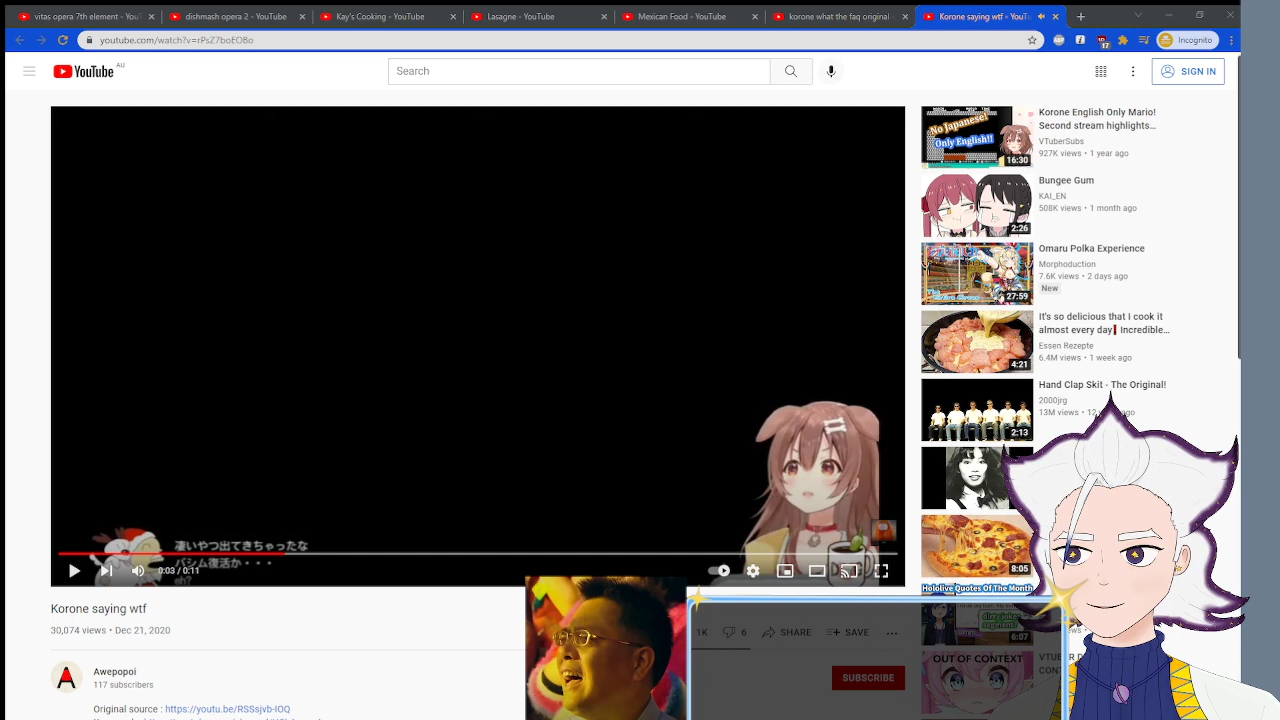 vitas opera 7th element - YouT
dishmash opera 2 - YouTube
Kay's Cooking - YouTube
Lasagne - YouTube
Mexican Food - YouTube
korone what the faq original
Korone saying wtf - YouTu
youtube.com/watch?v=rPsZ7boEOBo
17
Incognito
YouTube AU
Search
SIGN IN
No Japanese!
Only English!!
16:30
Korone English Only Mario!
Second stream highlights...
VTuberSubs
927K views • 1 year ago
2:26
Bungee Gum
KAI_EN
508K views • 1 month ago
27:59
Omaru Polka Experience
Morphoduction
7.6K views • 2 days ago
New
4:21
It's so delicious that I cook it
almost every day❗ Incredible...
Essen Rezepte
6.4M views • 1 week ago
2:13
Hand Clap Skit - The Original!
2000jrg
13M views • 12
ago
8:05
Hololive Quotes Of The Month
6:07
OUT OF CONTEXT
凄いやつ出てきちゃったな
バシム復活か・・・
eh?
0:03 / 0:11
Korone saying wtf
30,074 views • Dec 21, 2020
1K
6
SHARE
SAVE
A
Awepopoi
117 subscribers
SUBSCRIBE
Original source : https://youtu.be/RSSsjvb-IOQ